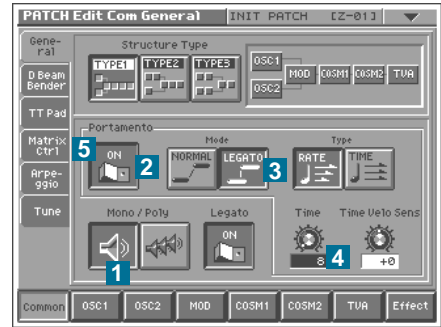 PATCH Edit Com General INIT PATCH [Z-01]
Gene-
ral
D Beam
Bender
TT Pad
Matrix
Ctrl
Arpe-
ggio
Tune
Structure Type
TYPE1 TYPE2 TYPE3
OSC1
OSC2
MOD COSM1 COSM2 TVA
Portamento
Mode Type
5 ON 2 NORMAL LEGATO 3 RATE TIME
Mono / Poly Legato Time Time Velo Sens
ON
1
8 4 +0
Common OSC1 OSC2 MOD COSM1 COSM2 TVA Effect